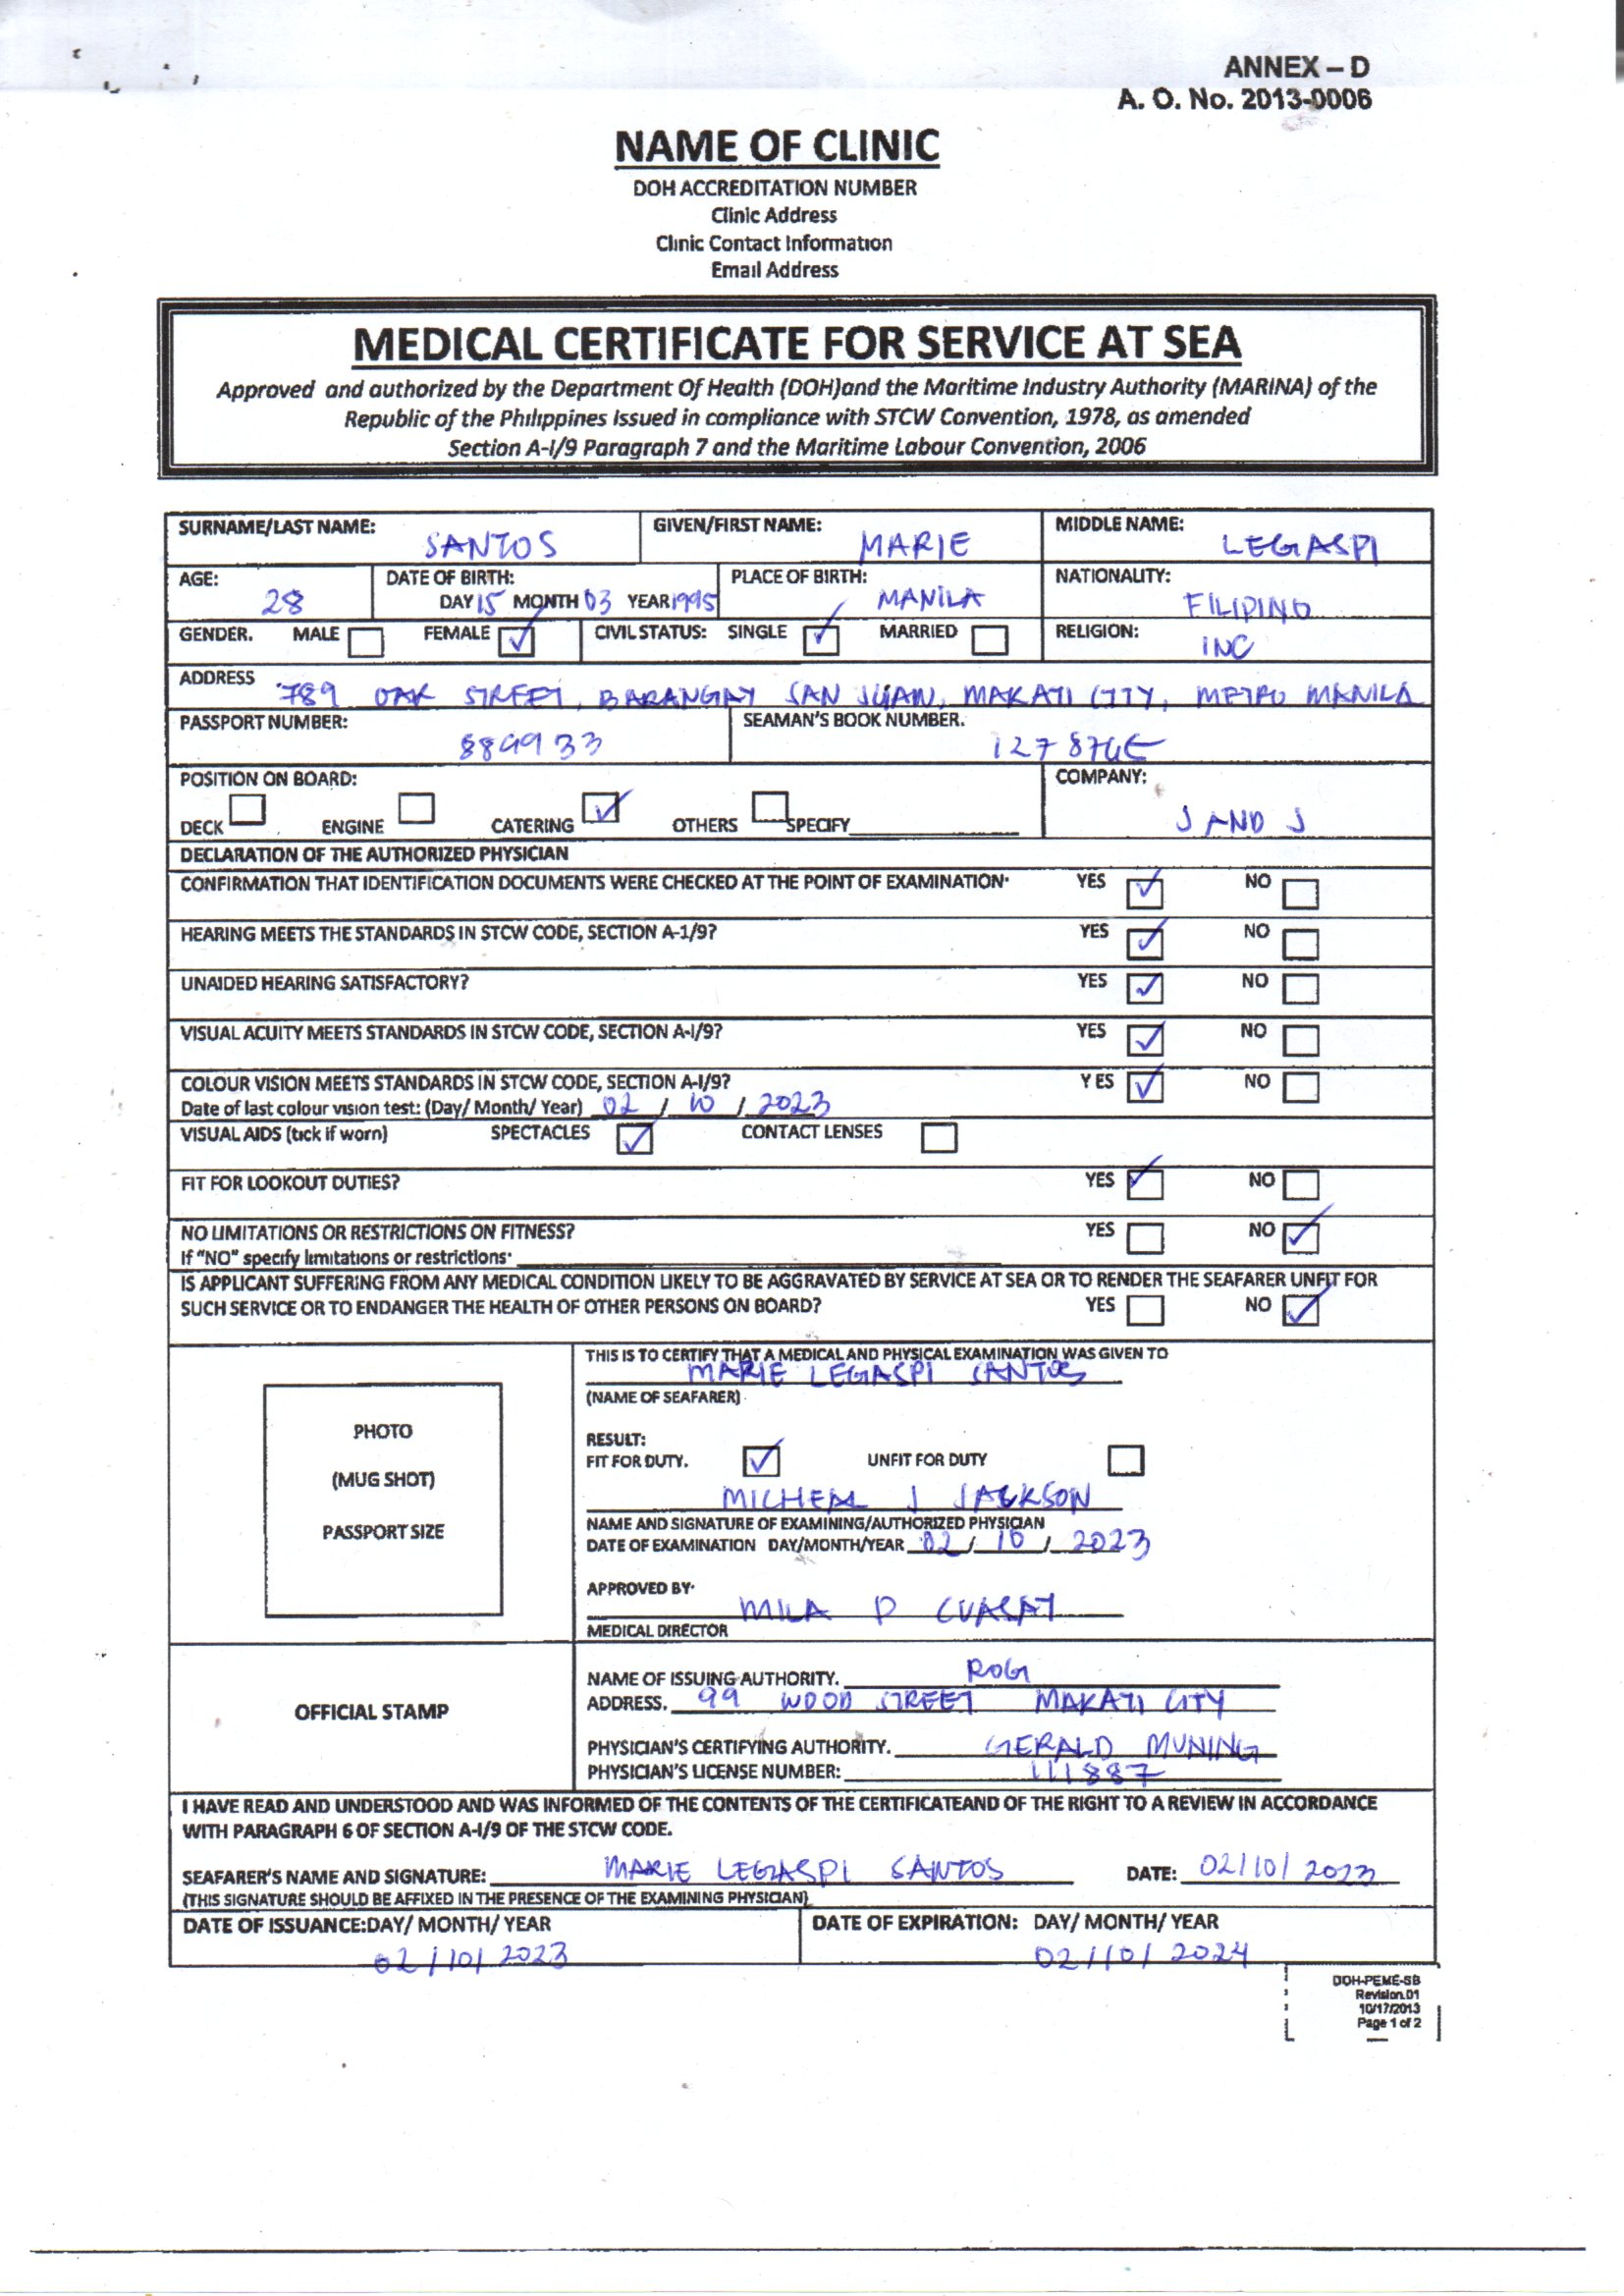 ANNEX – D
A. O. No. 2013-0006
NAME OF CLINIC
DOH ACCREDITATION NUMBER
Clinic Address
Clinic Contact Information
Email Address
MEDICAL CERTIFICATE FOR SERVICE AT SEA
Approved and authorized by the Department Of Health (DOH)and the Maritime Industry Authority (MARINA) of the
Republic of the Philippines Issued in compliance with STCW Convention, 1978, as amended
Section A-I/9 Paragraph 7 and the Maritime Labour Convention, 2006
SURNAME/LAST NAME: SANTOS GIVEN/FIRST NAME: MARIE MIDDLE NAME: LEGASPI
AGE: 28 DATE OF BIRTH: DAY 15 MONTH 03 YEAR 1995 PLACE OF BIRTH: MANILA NATIONALITY: FILIPINO
GENDER. MALE FEMALE ✓ CIVIL STATUS: SINGLE ✓ MARRIED RELIGION: INC
ADDRESS 789 OAK STREET, BARANGAY SAN JUAN, MAKATI CITY, METRO MANILA
PASSPORT NUMBER: 889933 SEAMAN'S BOOK NUMBER.
POSITION ON BOARD: COMPANY: J AND J
DECK ENGINE CATERING ✓ OTHERS SPECIFY
DECLARATION OF THE AUTHORIZED PHYSICIAN
CONFIRMATION THAT IDENTIFICATION DOCUMENTS WERE CHECKED AT THE POINT OF EXAMINATION· YES ✓ NO
HEARING MEETS THE STANDARDS IN STCW CODE, SECTION A-1/9? YES ✓ NO
UNAIDED HEARING SATISFACTORY? YES ✓ NO
VISUAL ACUITY MEETS STANDARDS IN STCW CODE, SECTION A-I/9? YES ✓ NO
COLOUR VISION MEETS STANDARDS IN STCW CODE, SECTION A-I/9? YES ✓ NO
Date of last colour vision test: (Day/ Month/ Year) 02 / 10 / 2023
VISUAL AIDS (tick if worn) SPECTACLES ✓ CONTACT LENSES
FIT FOR LOOKOUT DUTIES? YES ✓ NO
NO LIMITATIONS OR RESTRICTIONS ON FITNESS? YES NO ✓
If "NO" specify limitations or restrictions·
IS APPLICANT SUFFERING FROM ANY MEDICAL CONDITION LIKELY TO BE AGGRAVATED BY SERVICE AT SEA OR TO RENDER THE SEAFARER UNFIT FOR
SUCH SERVICE OR TO ENDANGER THE HEALTH OF OTHER PERSONS ON BOARD? YES NO ✓
THIS IS TO CERTIFY THAT A MEDICAL AND PHYSICAL EXAMINATION WAS GIVEN TO
MARIE LEGASPI SANTOS
(NAME OF SEAFARER)
PHOTO
(MUG SHOT)
PASSPORT SIZE
RESULT:
FIT FOR DUTY. ✓ UNFIT FOR DUTY
MICHEAL J JACKSON
NAME AND SIGNATURE OF EXAMINING/AUTHORIZED PHYSICIAN
DATE OF EXAMINATION DAY/MONTH/YEAR 02 / 10 / 2023
APPROVED BY·
MILA P
MEDICAL DIRECTOR
OFFICIAL STAMP
NAME OF ISSUING AUTHORITY. ROG
ADDRESS. 99 WOOD STREET MAKATI CITY
PHYSICIAN'S CERTIFYING AUTHORITY. GERALD MUNING
PHYSICIAN'S LICENSE NUMBER: 111887
I HAVE READ AND UNDERSTOOD AND WAS INFORMED OF THE CONTENTS OF THE CERTIFICATEAND OF THE RIGHT TO A REVIEW IN ACCORDANCE
WITH PARAGRAPH 6 OF SECTION A-I/9 OF THE STCW CODE.
SEAFARER'S NAME AND SIGNATURE: MARIE LEGASPI SANTOS DATE: 02/10/2023
(THIS SIGNATURE SHOULD BE AFFIXED IN THE PRESENCE OF THE EXAMINING PHYSICIAN)
DATE OF ISSUANCE:DAY/ MONTH/ YEAR DATE OF EXPIRATION: DAY/ MONTH/ YEAR
02/10/2023 02/10/2024
DOH-PEME-SB
Revision.01
10/17/2013
Page 1 of 2